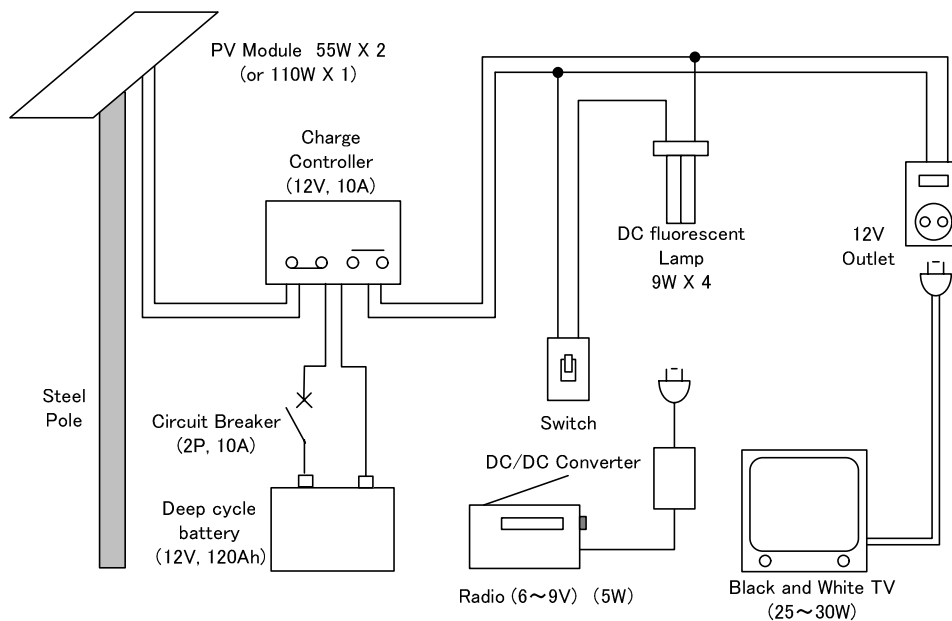 PV Module 55W X 2
(or 110W X 1)
Charge
Controller
(12V, 10A)
DC fluorescent
Lamp
9W X 4
12V
Outlet
Steel
Pole
Circuit Breaker
(2P, 10A)
Switch
DC/DC Converter
Deep cycle
battery
(12V, 120Ah)
Radio (6～9V) (5W)
Black and White TV
(25～30W)